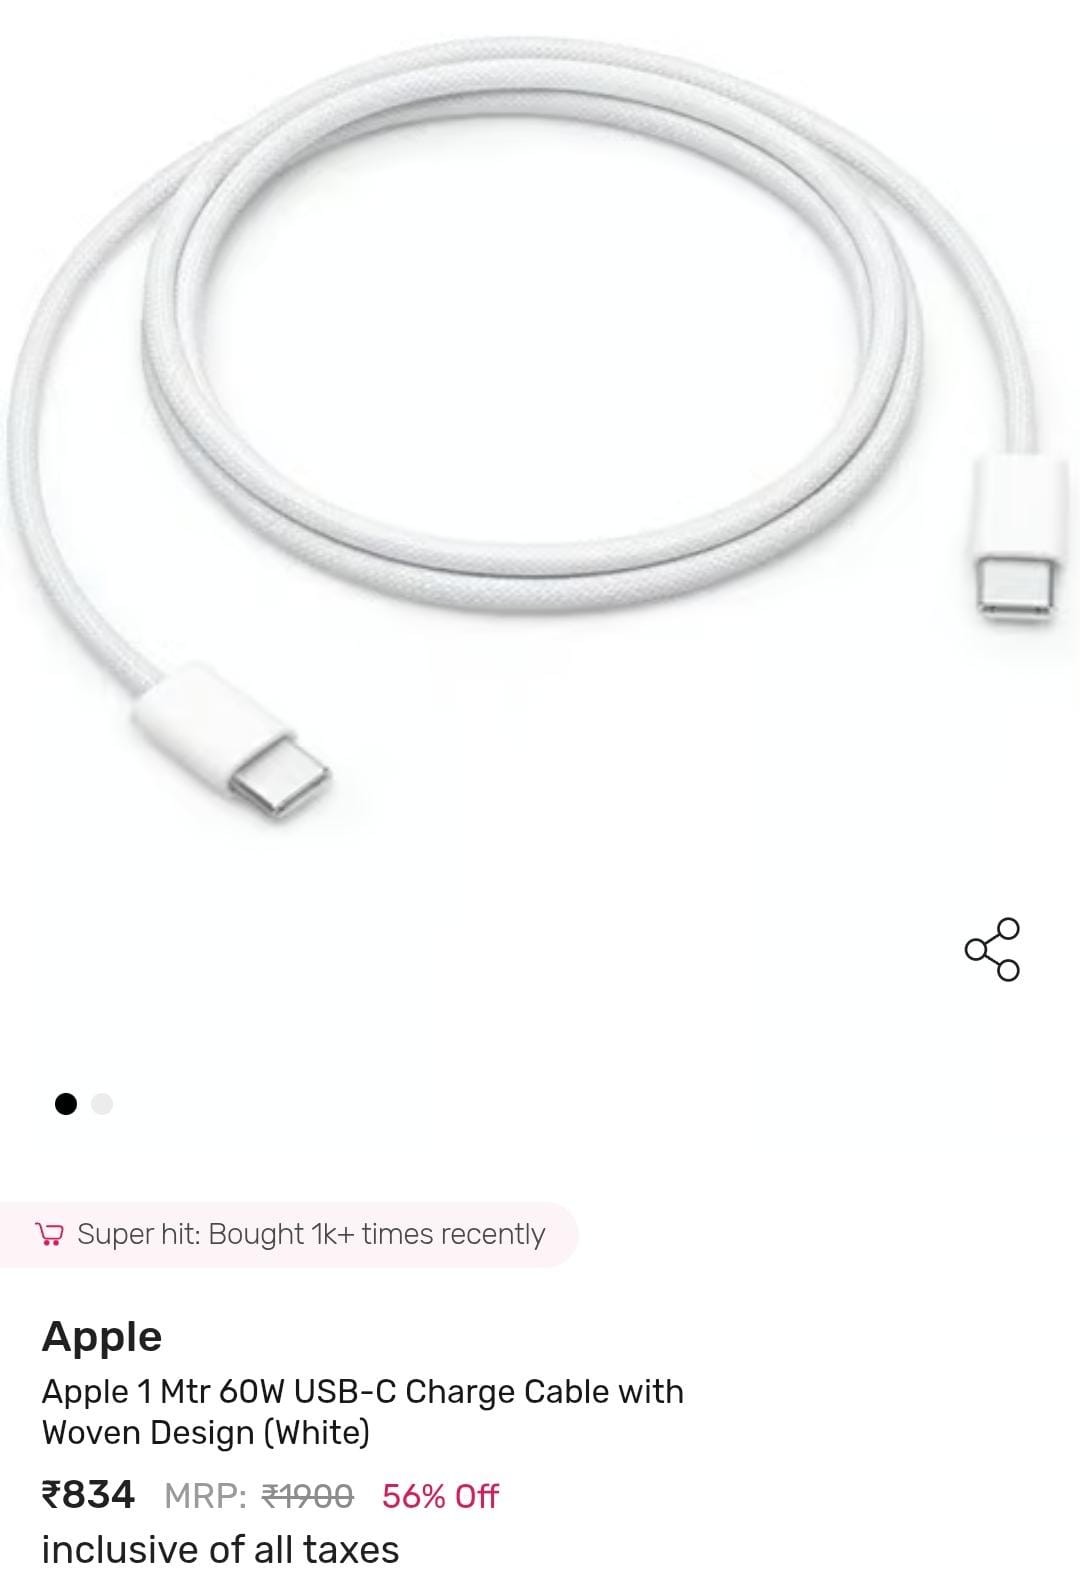 Super hit: Bought 1k+ times recently
Apple
Apple 1 Mtr 60W USB-C Charge Cable with
Woven Design (White)
₹834 MRP: ₹1900 56% Off
inclusive of all taxes